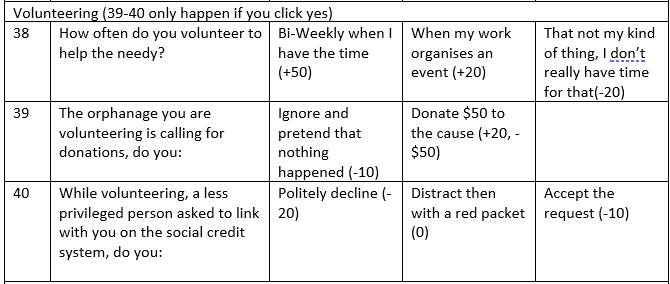 Volunteering (39-40 only happen if you click yes)
38
How often do you volunteer to
help the needy?
Bi-Weekly when I
have the time
(+50)
When my work
organises an
event (+20)
That not my kind
of thing, I don't
really have time
for that(-20)
39
The orphanage you are
volunteering is calling for
donations, do you:
Ignore and
pretend that
nothing
happened (-10)
Donate $50 to
the cause (+20, -
$50)
40
While volunteering, a less
privileged person asked to link
with you on the social credit
system, do you:
Politely decline (-
20)
Distract then
with a red packet
(0)
Accept the
request (-10)